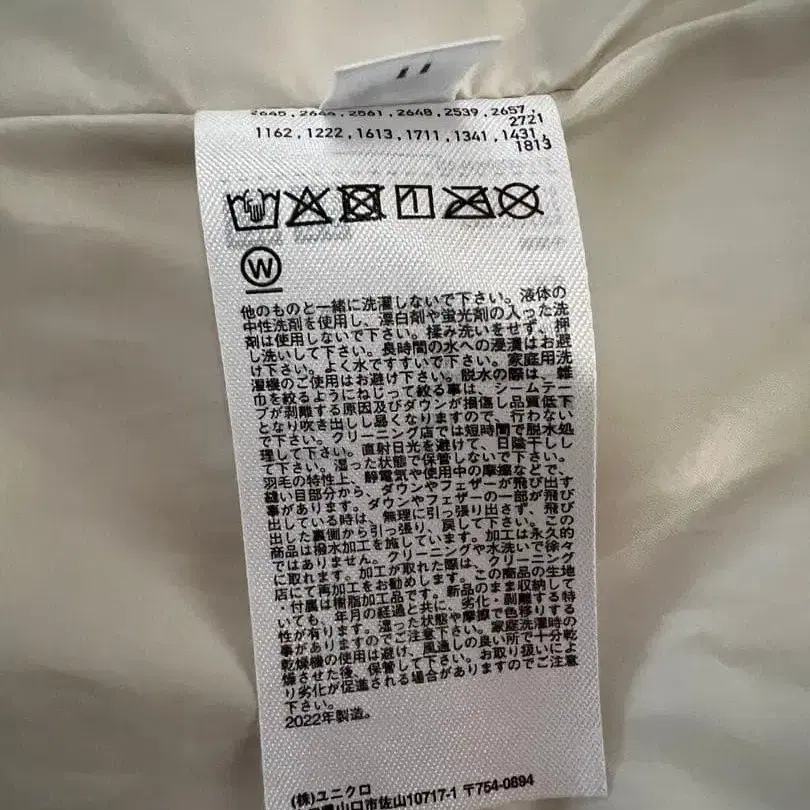 2645,2644,2561,2648,2539,2657,
2721
1162,1222,1613,1711,1341,1431,
1813
W
他のものと一緒に洗濯しないで下さい。液体の
中性洗剤を使用し、漂白剤や蛍光剤の入った洗
剤は使用しないで下さい。揉み洗いをせず、押
し洗いして下さい。長時間の水への浸漬はお避
け下さい。よく水ですすいで下さい。家庭用洗
濯機のご使用はお避け下さい。脱水の際は、雑
巾を絞るようにねじって絞る事は、シームテー
プが剥離する原因及びダウンが損傷し、品質低下
となり吹き出し易くなりますので、行わない
で下さい。クリーニング店では短時間で脱水処
理して下さい。直射日光を避けて、日陰干しし
て下さい。湿った状態で保管しないで下さい。
羽毛の特性上、静電気や使用中の摩擦などで、
縫い目部分から、ダウンやフェザーが飛び出す
事があります。ダウンやフェザーの一部が飛び
出している時は、無理に引っ張り出さず、飛び
出した裏側から引っ張り、戻して下さい。この
商品は撥水加工を施しています。加工は永久的
ではありません。クリーニングや水洗いで徐々
に取れます。加工が取れた際は、クリーニング
店にて再加工をお勧めします。この商品の生地
・付属は樹脂加工品です。新品のまま収納して
いても、年月の経過と共に、劣化・剥離する特
性が有ります。湿った状態や摩擦で色移りする
事がありますのでご注意下さい。家庭洗濯時の
乾燥機の使用は避け、風通しの良い所で十分乾
燥させた後、保管して下さい。お取り扱いによ
り劣化が促進される場合がありますのでご注意
下さい。
2022年製造。
(株)ユニクロ
山口市佐山10717-1 〒754-0894